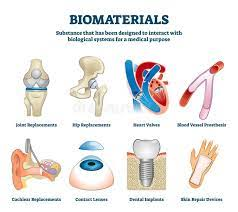 BIOMATERIALS
Substance that has been designed to interact with
biological systems for a medical purpose
Joint Replacements
Hip Replacements
Heart Valves
Blood Vessel Prosthesis
Cochlear Replacements
Contact Lenses
Dental Implants
Skin Repair Devices